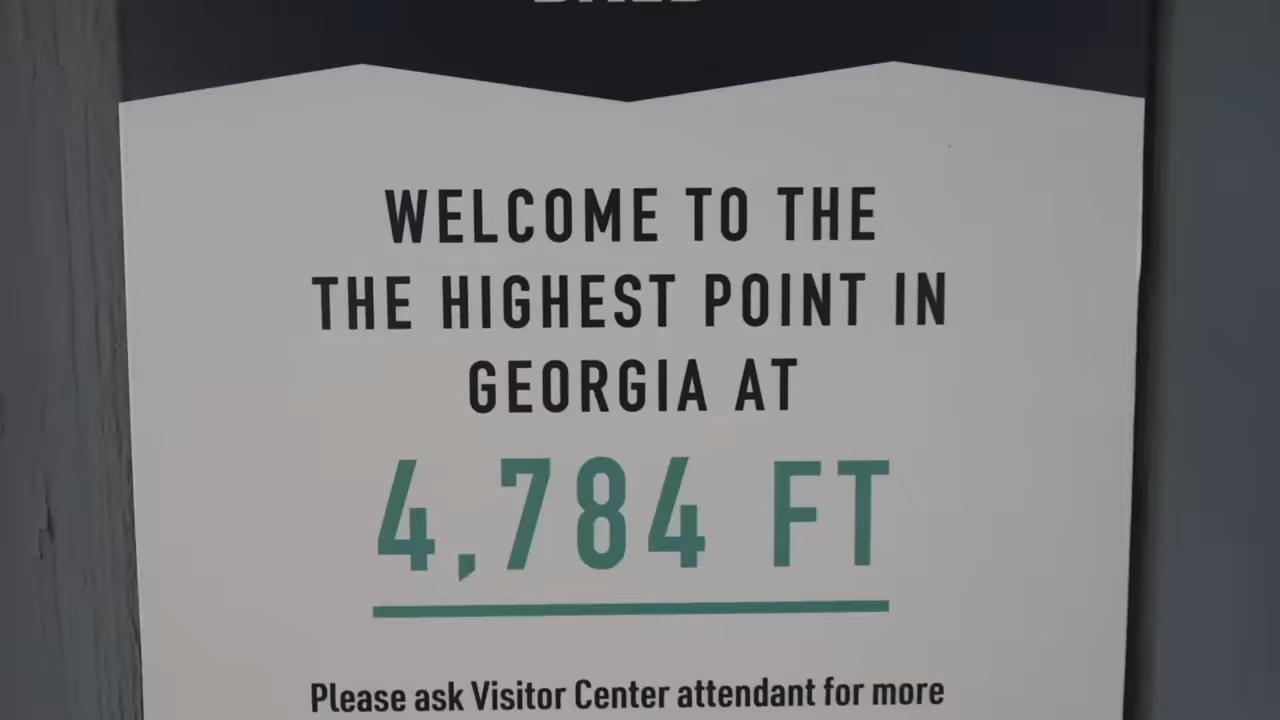 WELCOME TO THE
THE HIGHEST POINT IN
GEORGIA AT
4,784 FT
Please ask Visitor Center attendant for more